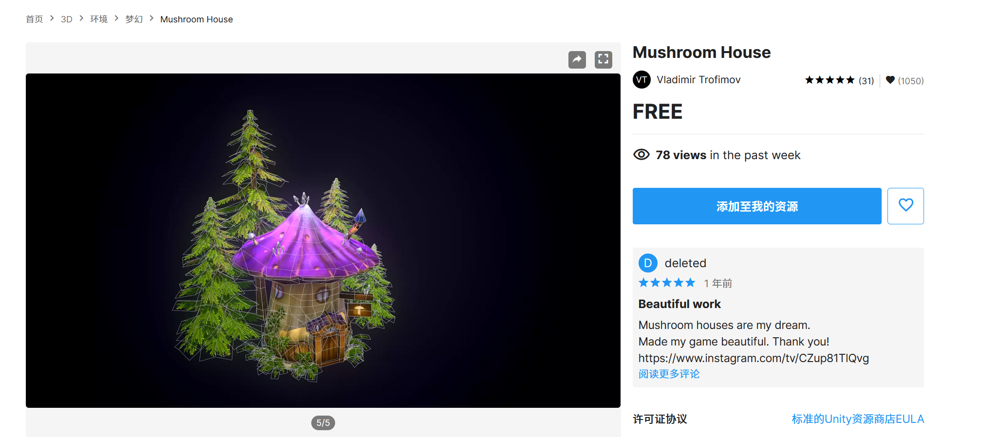 首页 > 3D > 环境 > 梦幻 > Mushroom House
Mushroom House
VT Vladimir Trofimov (31) (1050)
FREE
78 views in the past week
添加至我的资源
D deleted
1 年前
Beautiful work
Mushroom houses are my dream.
Made my game beautiful. Thank you!
https://www.instagram.com/tv/CZup81TlQvg
阅读更多评论
许可证协议 标准的Unity资源商店EULA
5/5